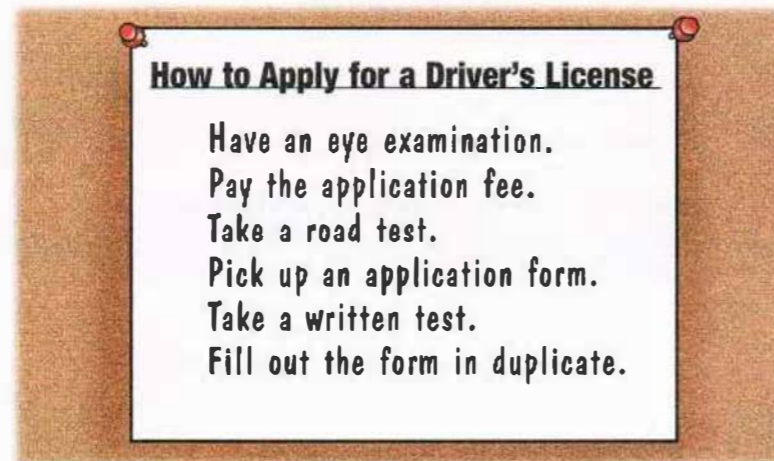 How to Apply for a Driver's License
Have an eye examination.
Pay the application fee.
Take a road test.
Pick up an application form.
Take a written test.
Fill out the form in duplicate.